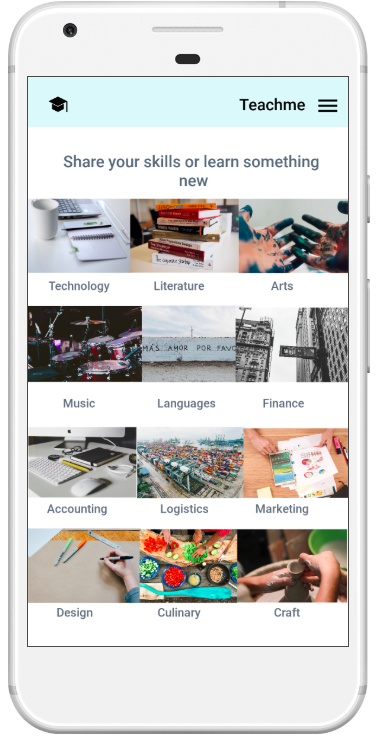 Teachme
Share your skills or learn something
new
Technology Literature Arts
MÁS AMOR POR FAVO
Music Languages Finance
Accounting Logistics Marketing
Design Culinary Craft